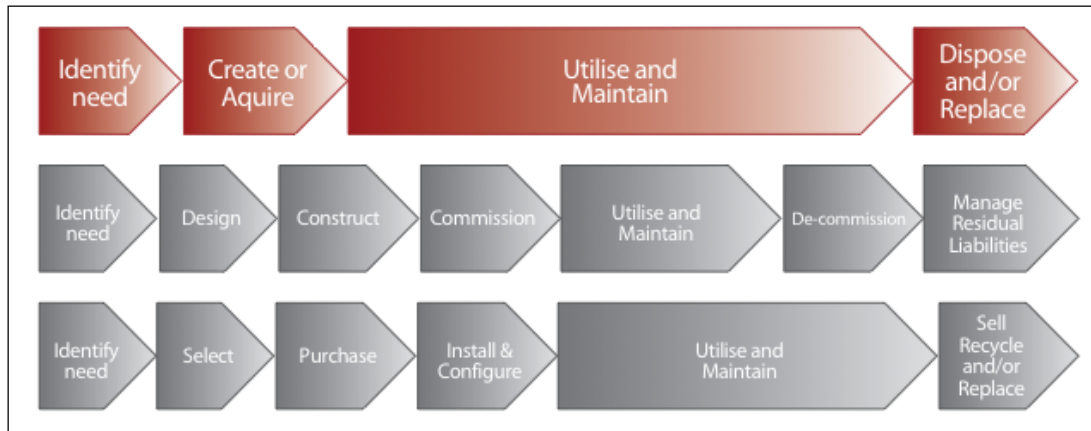 Identify
need
Create or
Aquire
Utilise and
Maintain
Dispose
and/or
Replace
Identify
need
Design
Construct
Commission
Utilise and
Maintain
De-commission
Manage
Residual
Liabilities
Identify
need
Select
Purchase
Install &
Configure
Utilise and
Maintain
Sell
Recycle
and/or
Replace